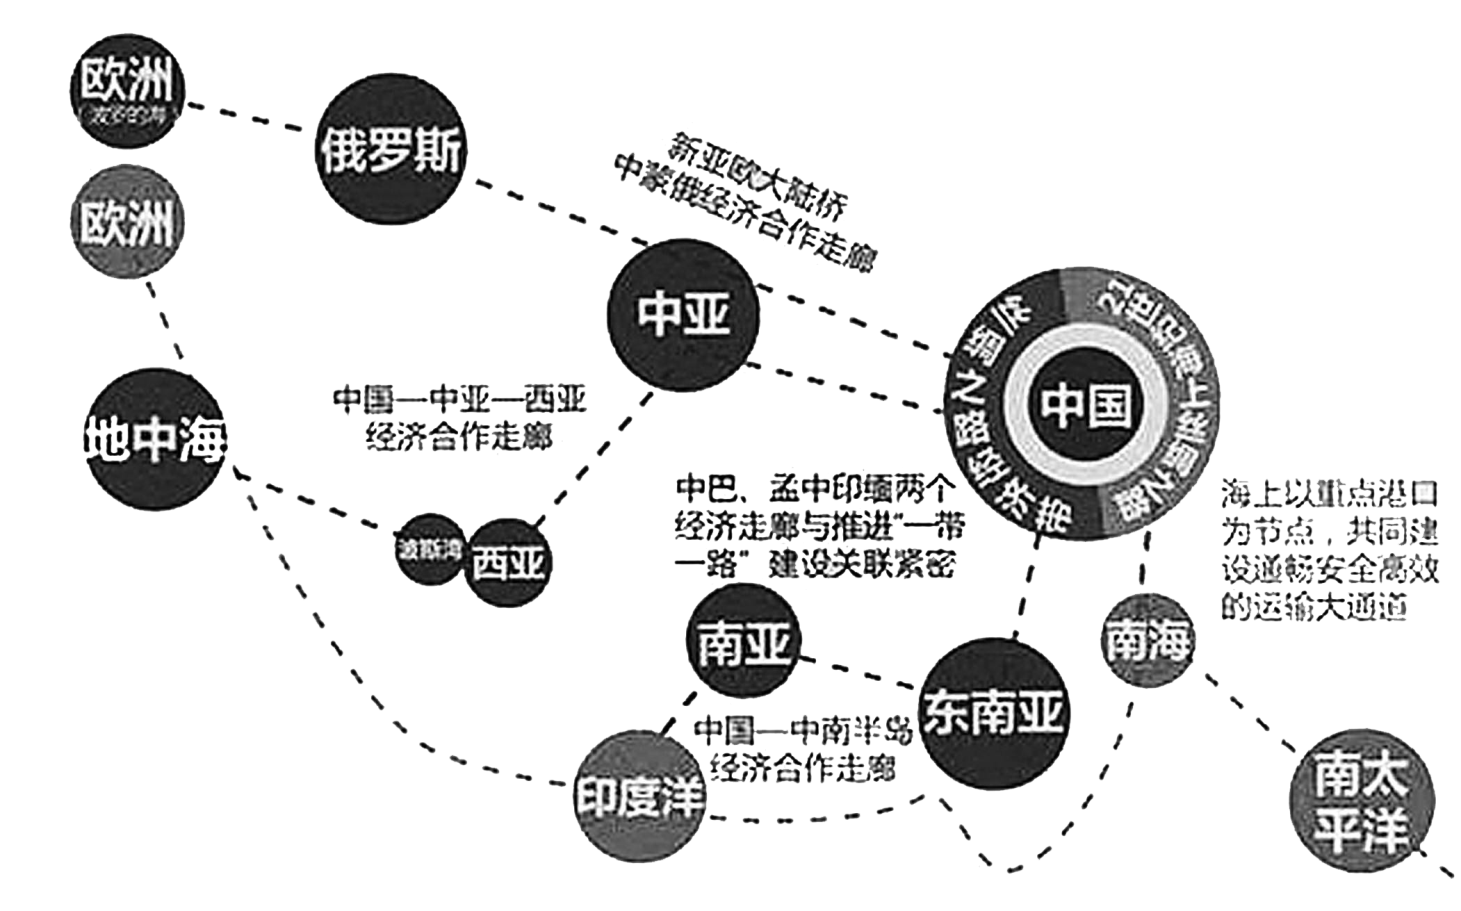 欧洲
(波罗的海)
俄罗斯
欧洲
新亚欧大陆桥
中蒙俄经济合作走廊
中亚
丝绸之路经济带
21世纪海上丝绸之路
中国
中国—中亚—西亚
经济合作走廊
地中海
波斯湾
西亚
中巴、孟中印缅两个
经济走廊与推进“一带
一路”建设关联紧密
海上以重点港口
为节点，共同建
设通畅安全高效
的运输大通道
南亚
东南亚
南海
中国—中南半岛
经济合作走廊
印度洋
南太
平洋